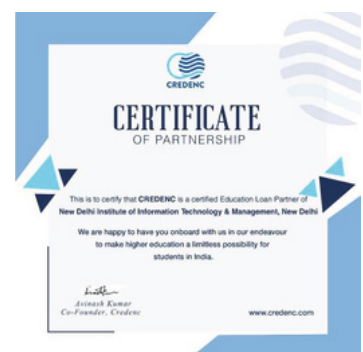 CREDENC
CERTIFICATE
OF PARTNERSHIP
This is to certify that CREDENC is a certified Education Loan Partner of
New Delhi Institute of Information Technology & Management, New Delhi
We are happy to have you onboard with us in our endeavour
to make higher education a limitless possibility for
students in India.
Avinash Kumar
Co-Founder, Credenc
www.credenc.com